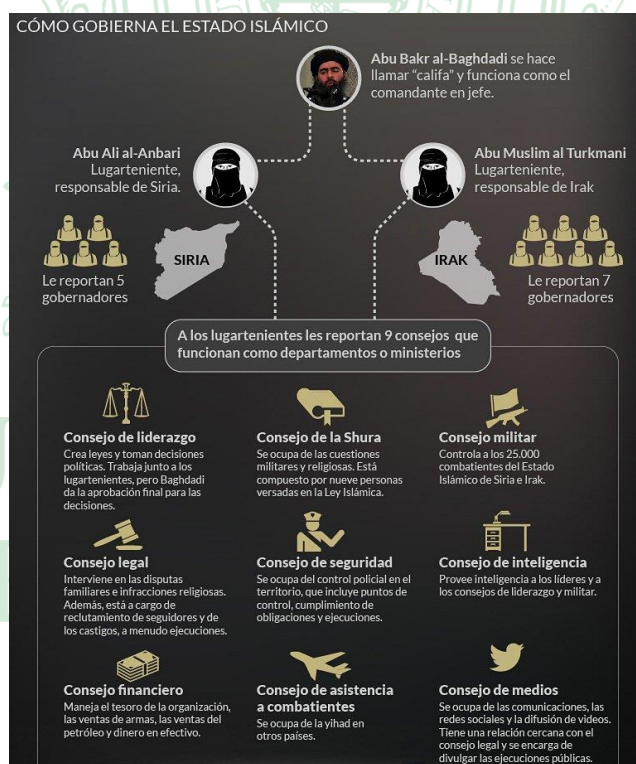 CÓMO GOBIERNA EL ESTADO ISLÁMICO
Abu Bakr al-Baghdadi se hace
llamar “califa” y funciona como el
comandante en jefe.
Abu Ali al-Anbari
Lugarteniente,
responsable de Siria.
Abu Muslim al Turkmani
Lugarteniente,
responsable de Irak
SIRIA
IRAK
Le reportan 5
gobernadores
Le reportan 7
gobernadores
A los lugartenientes les reportan 9 consejos que
funcionan como departamentos o ministerios
Consejo de liderazgo
Crea leyes y toman decisiones
políticas. Trabaja junto a los
lugartenientes, pero Baghdadi
da la aprobación final para las
decisiones.
Consejo de la Shura
Se ocupa de las cuestiones
militares y religiosas. Está
compuesto por nueve personas
versadas en la Ley Islámica.
Consejo militar
Controla a los 25.000
combatientes del Estado
Islámico de Siria e Irak.
Consejo legal
Interviene en las disputas
familiares e infracciones religiosas.
Además, está a cargo de
reclutamiento de seguidores y de
los castigos, a menudo ejecuciones.
Consejo de seguridad
Se ocupa del control policial en el
territorio, que incluye puntos de
control, cumplimiento de
obligaciones y ejecuciones.
Consejo de inteligencia
Provee inteligencia a los líderes y a
los consejos de liderazgo y militar.
Consejo financiero
Maneja el tesoro de la organización,
las ventas de armas, las ventas del
petróleo y dinero en efectivo.
Consejo de asistencia
a combatientes
Se ocupa de la yihad en
otros países.
Consejo de medios
Se ocupa de las comunicaciones, las
redes sociales y la difusión de videos.
Tiene una relación cercana con el
consejo legal y se encarga de
divulgar las ejecuciones públicas.